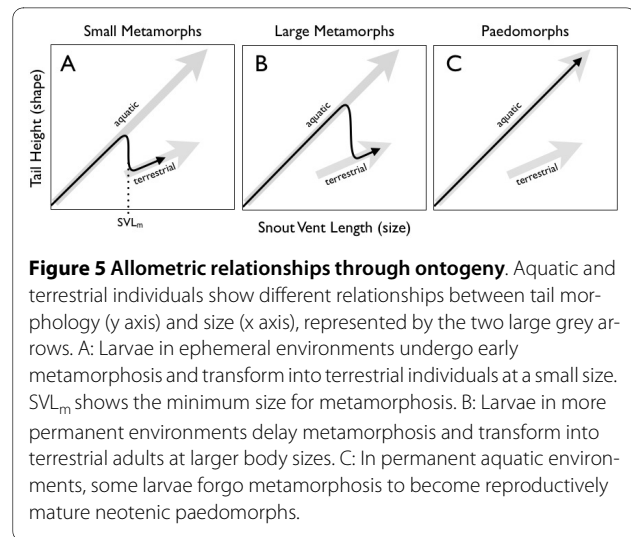 Small Metamorphs
Large Metamorphs
Paedomorphs
Tail Height (shape)
A
aquatic
terrestrial
SVLm
B
aquatic
terrestrial
C
aquatic
terrestrial
Snout Vent Length (size)
Figure 5 Allometric relationships through ontogeny. Aquatic and
terrestrial individuals show different relationships between tail mor-
phology (y axis) and size (x axis), represented by the two large grey ar-
rows. A: Larvae in ephemeral environments undergo early
metamorphosis and transform into terrestrial individuals at a small size.
SVLm shows the minimum size for metamorphosis. B: Larvae in more
permanent environments delay metamorphosis and transform into
terrestrial adults at larger body sizes. C: In permanent aquatic environ-
ments, some larvae forgo metamorphosis to become reproductively
mature neotenic paedomorphs.